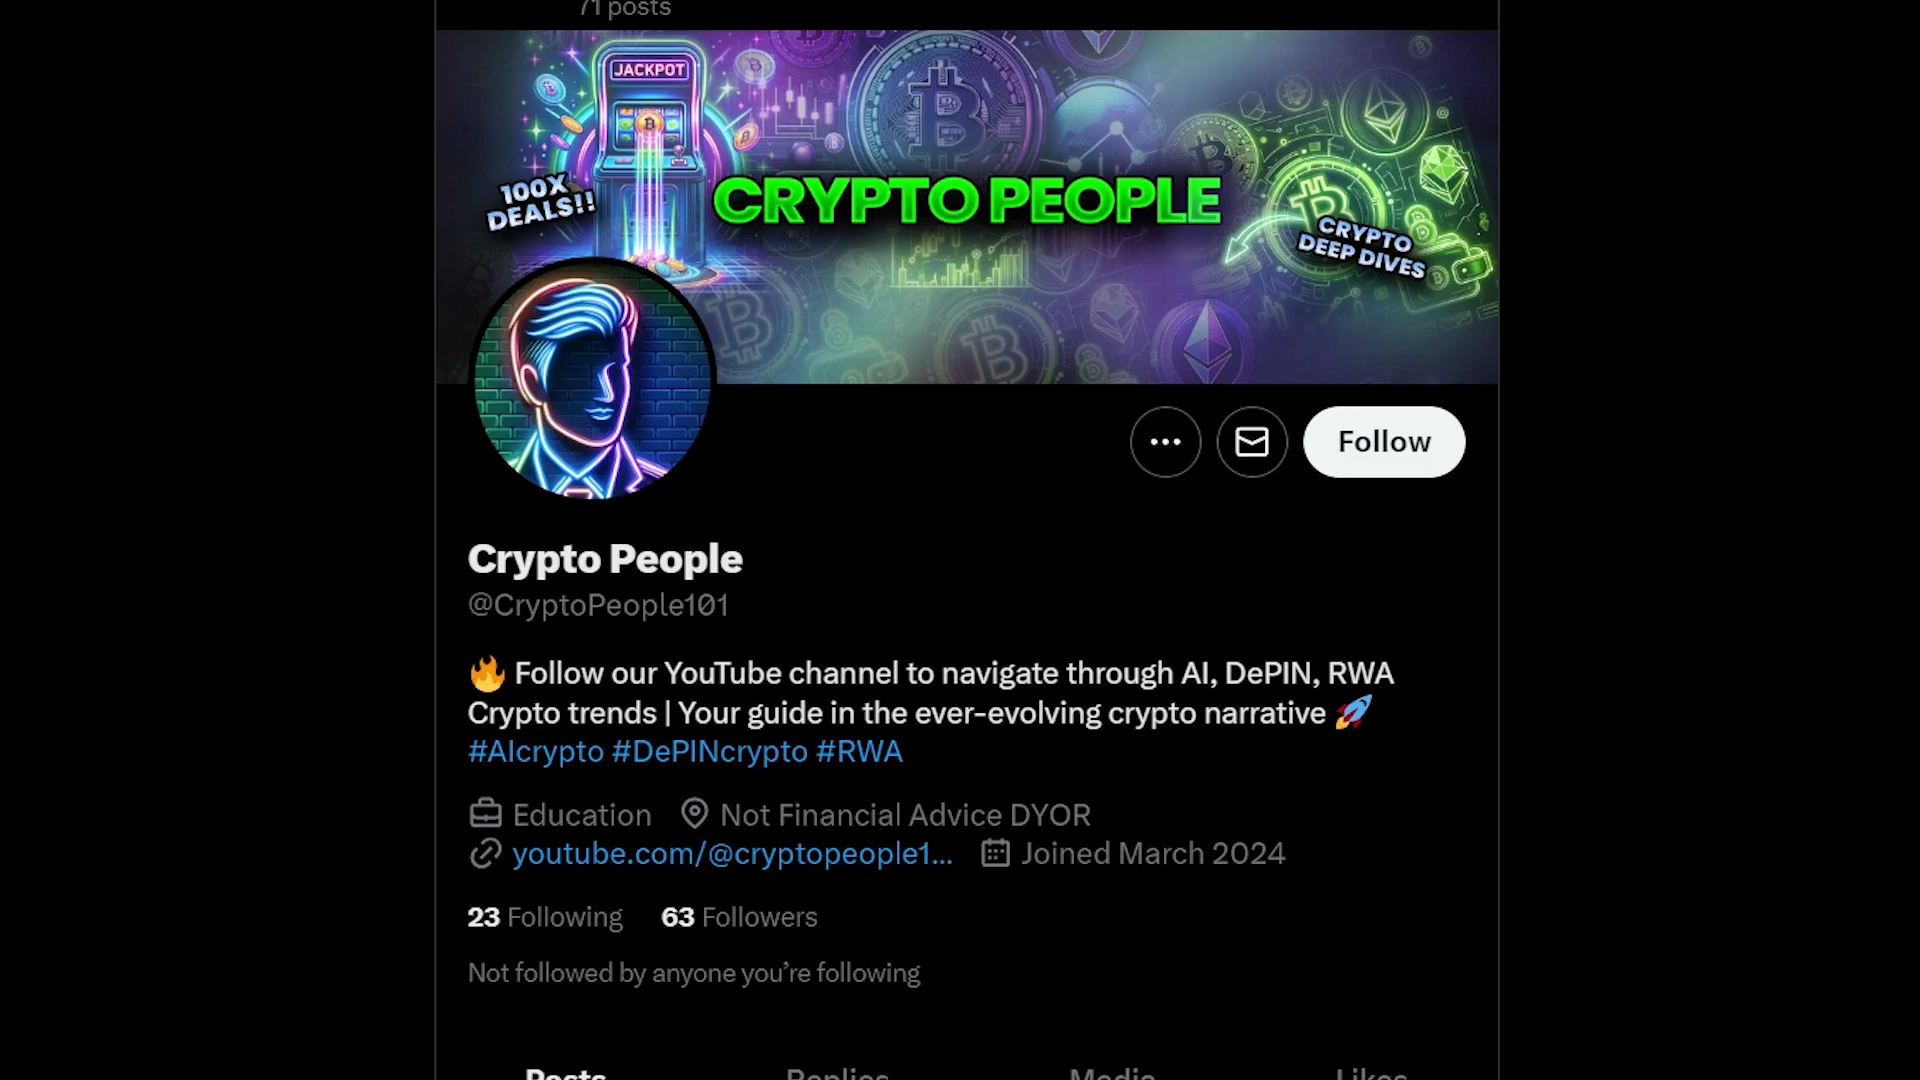 71 posts
JACKPOT
100X
DEALS!!
CRYPTO PEOPLE
CRYPTO
DEEP DIVES
Follow
Crypto People
@CryptoPeople101
🔥 Follow our YouTube channel to navigate through AI, DePIN, RWA
Crypto trends | Your guide in the ever-evolving crypto narrative 🚀
#AIcrypto #DePINcrypto #RWA
Education Not Financial Advice DYOR
youtube.com/@cryptopeople1... Joined March 2024
23 Following 63 Followers
Not followed by anyone you’re following
Posts Replies Media Likes